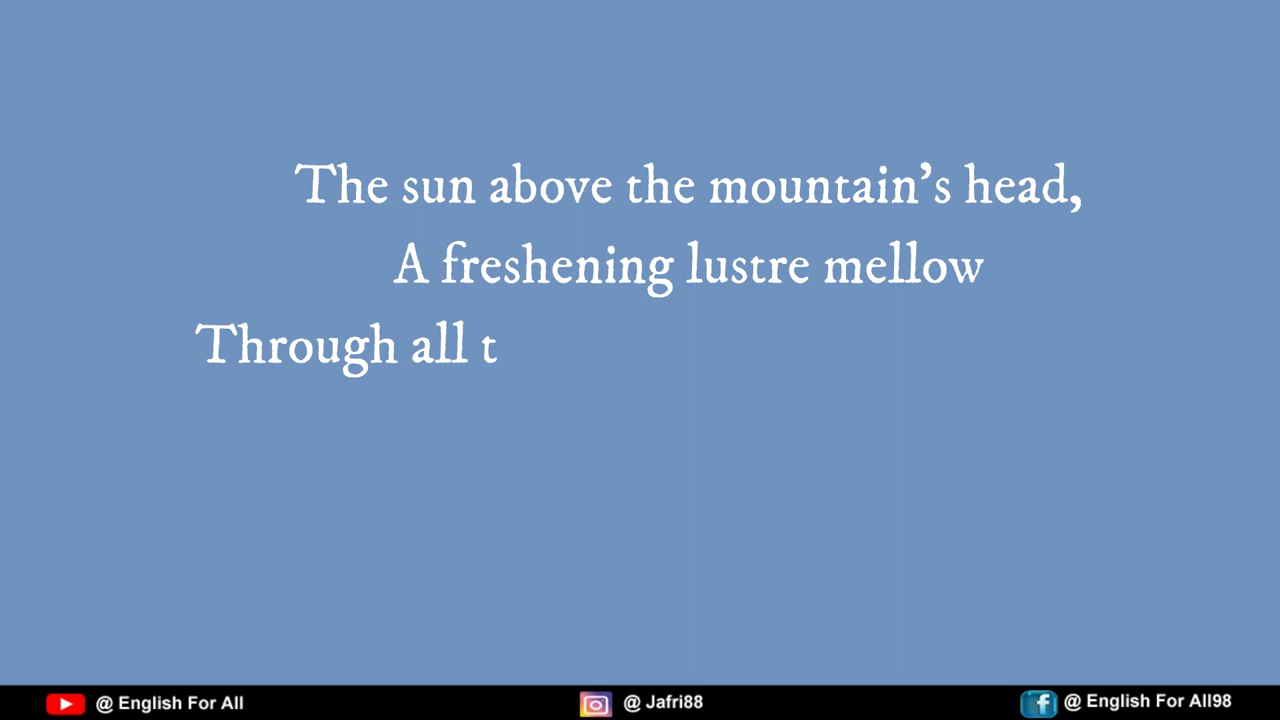 The sun above the mountain’s head,
A freshening lustre mellow
Through all t
@ English For All
@ Jafri88
@ English For All98